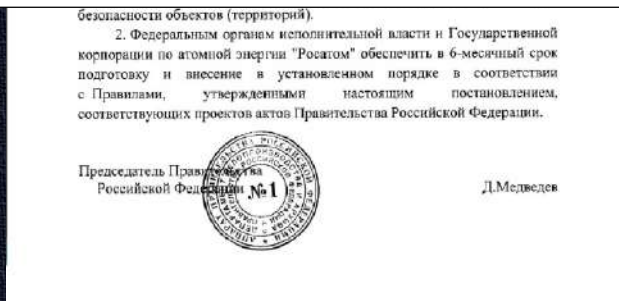 безопасности объектов (территорий).
2. Федеральным органам исполнительной власти и Государственной
корпорации по атомной энергии "Росатом" обеспечить в 6-месячный срок
подготовку и внесение в установленном порядке в соответствии
с Правилами, утвержденными настоящим постановлением,
соответствующих проектов актов Правительства Российской Федерации.
Председатель Правительства
Российской Федерации
Д.Медведев
№1